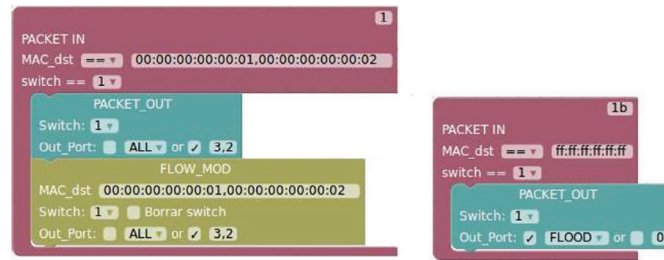 1
PACKET IN
MAC_dst == 00:00:00:00:00:01,00:00:00:00:00:02
switch == 1
PACKET_OUT
Switch: 1
Out_Port: ALL or 3,2
FLOW_MOD
MAC_dst 00:00:00:00:00:01,00:00:00:00:00:02
Switch: 1 Borrar switch
Out_Port: ALL or 3,2
1b
PACKET IN
MAC_dst == ff:ff:ff:ff:ff:ff
switch == 1
PACKET_OUT
Switch: 1
Out_Port: FLOOD or 0